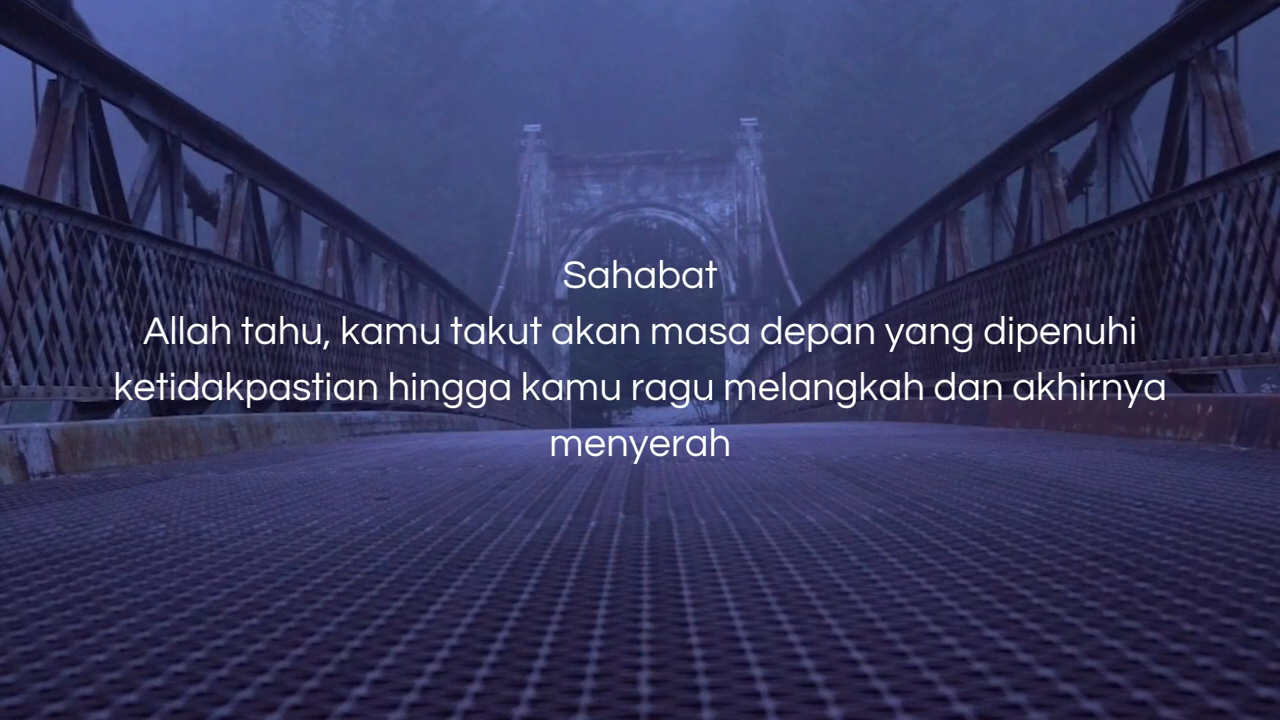 Sahabat
Allah tahu, kamu takut akan masa depan yang dipenuhi
ketidakpastian hingga kamu ragu melangkah dan akhirnya
menyerah